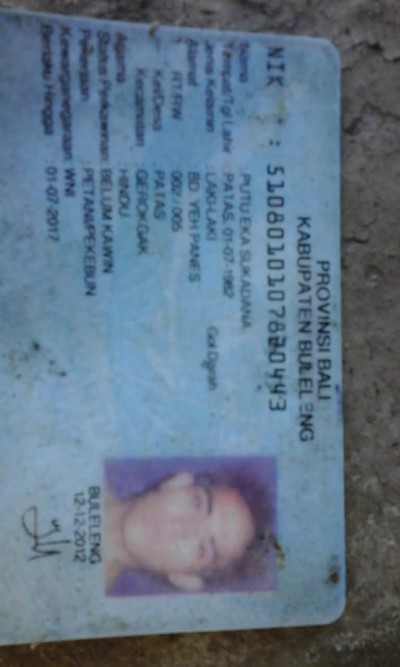 PROVINSI BALI
KABUPATEN BULELENG
NIK : 5108010107820443
Nama : PUTU EKA SUKADANA
Tempat/Tgl Lahir : PATAS, 01-07-1982
Jenis Kelamin : LAKI-LAKI Gol.Darah
Alamat : BD. YEH PANES
RT/RW : 002 / 005
Kel/Desa : PATAS
Kecamatan : GEROKGAK
Agama : HINDU
Status Perkawinan: BELUM KAWIN
Pekerjaan : PETANI/PEKEBUN
Kewarganegaraan: WNI
Berlaku Hingga : 01-07-2017
BULELENG
12-12-2012